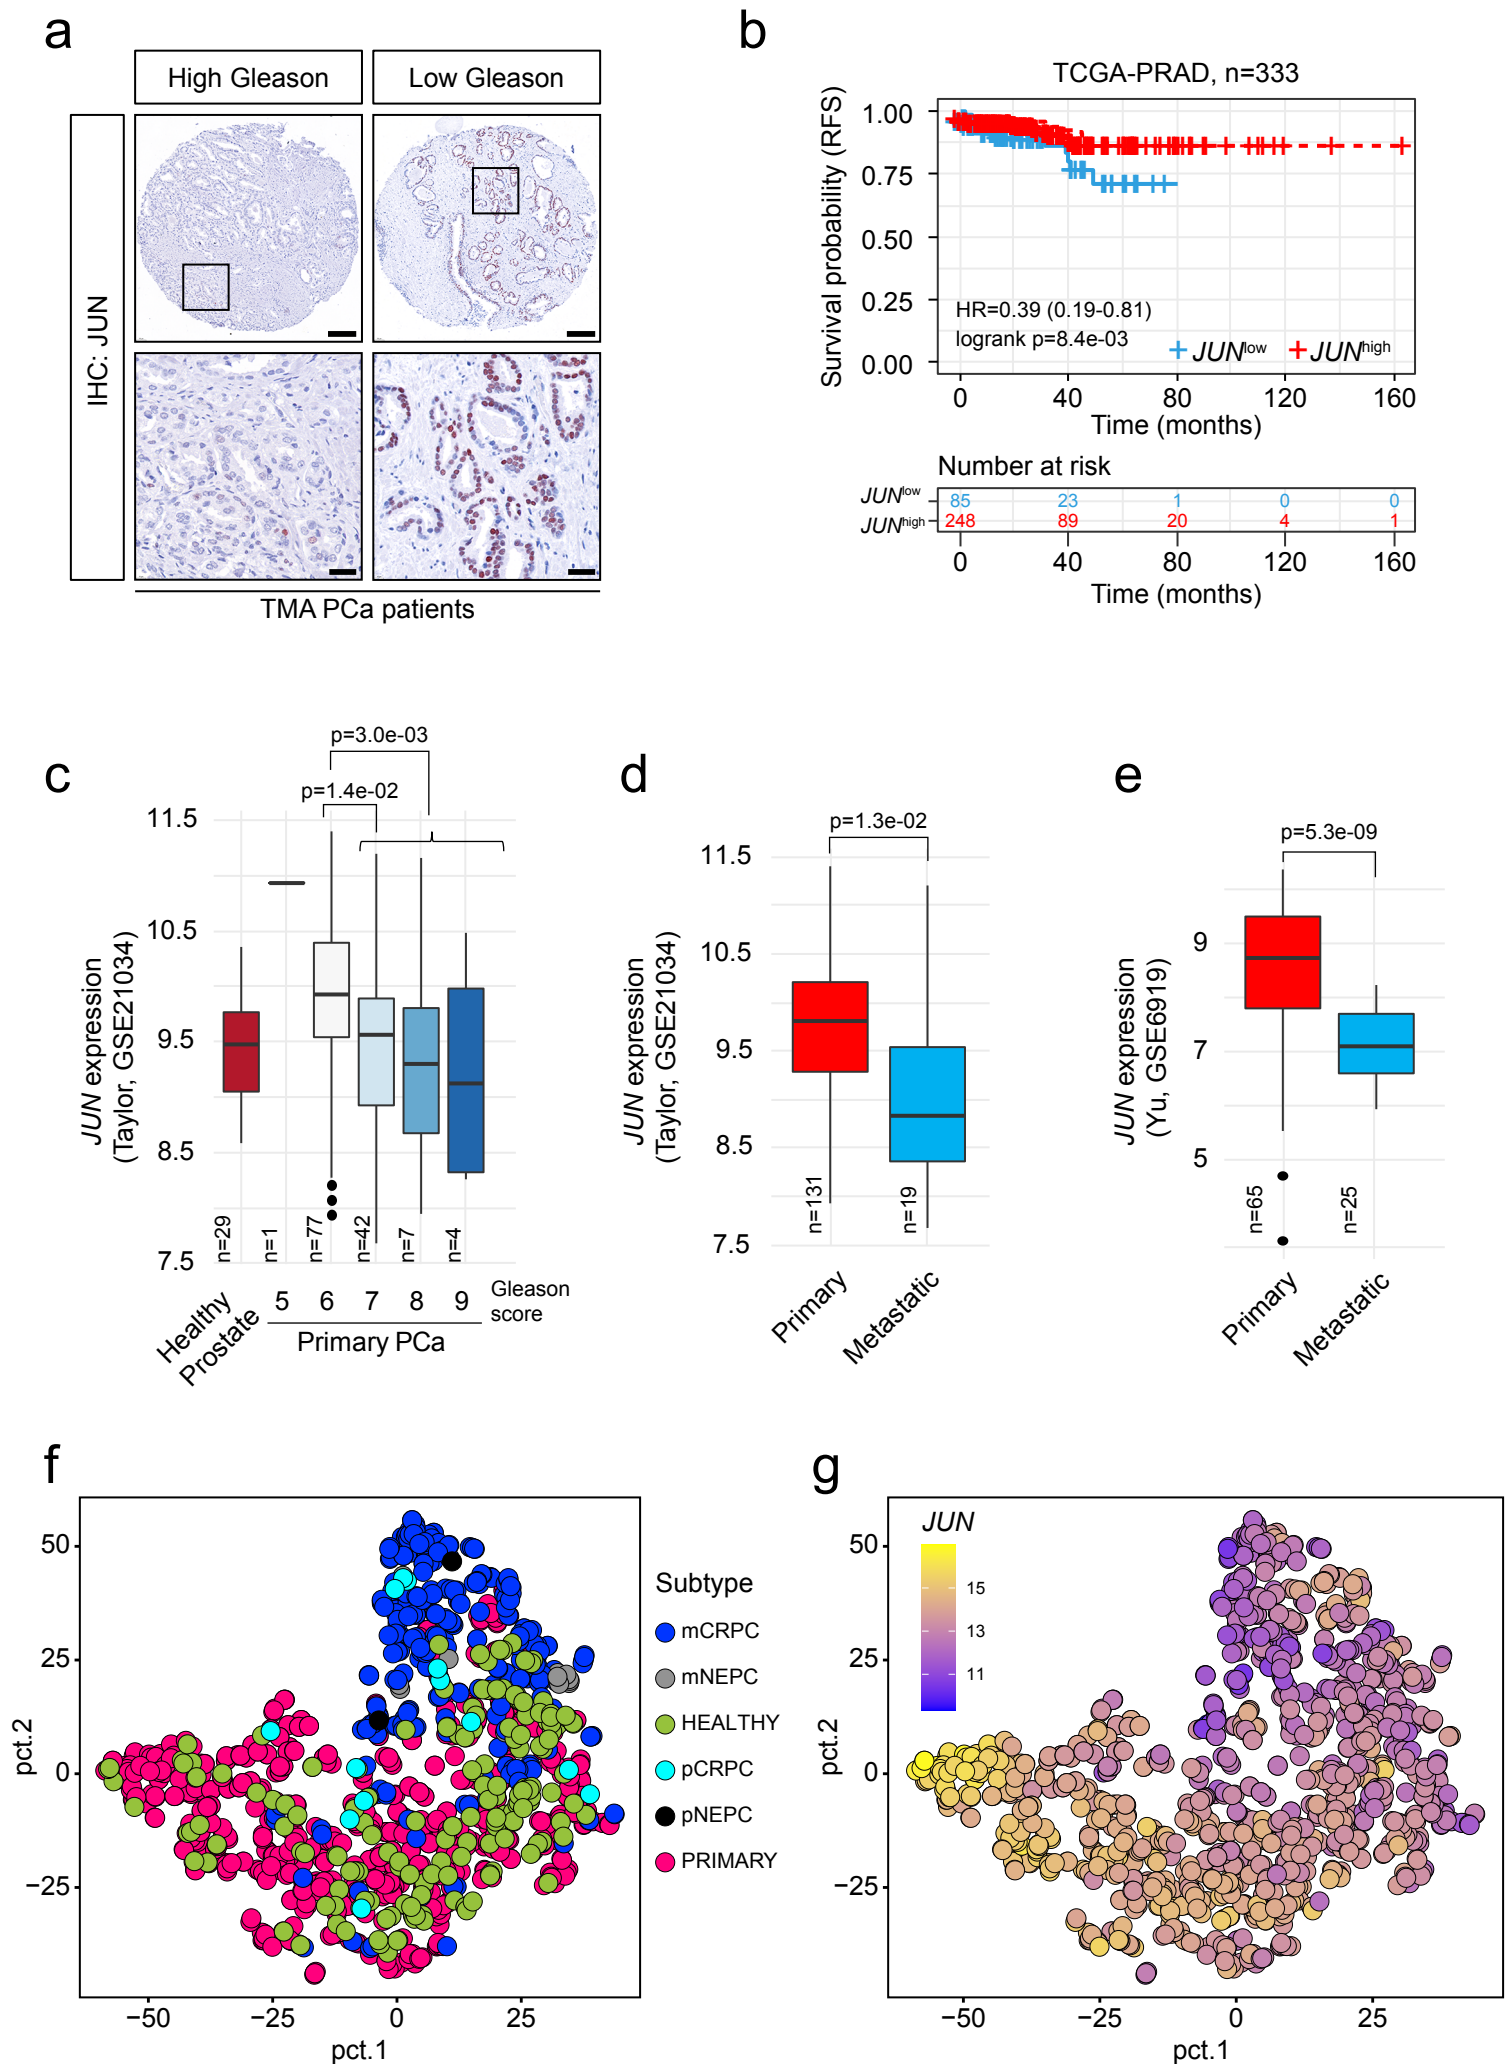 a
High Gleason
Low Gleason
IHC: JUN
TMA PCa patients
b
TCGA-PRAD, n=333
Survival probability (RFS)
1.00
0.75
0.50
0.25
0.00
HR=0.39 (0.19-0.81)
logrank p=8.4e-03
JUNlow JUNhigh
0 40 80 120 160
Time (months)
Number at risk
JUNlow 85 23 1 0 0
JUNhigh 248 89 20 4 1
0 40 80 120 160
Time (months)
c
p=3.0e-03
p=1.4e-02
JUN expression
(Taylor, GSE21034)
11.5
10.5
9.5
8.5
7.5
n=29 n=1 n=77 n=42 n=7 n=4
Healthy
Prostate
5 6 7 8 9
Gleason
score
Primary PCa
d
p=1.3e-02
JUN expression
(Taylor, GSE21034)
11.5
10.5
9.5
8.5
7.5
n=131 n=19
Primary Metastatic
e
p=5.3e-09
JUN expression
(Yu, GSE6919)
9
7
5
n=65 n=25
Primary Metastatic
f
pct.2
50
25
0
−25
−50 −25 0 25
pct.1
Subtype
mCRPC
mNEPC
HEALTHY
pCRPC
pNEPC
PRIMARY
g
JUN
15
13
11
pct.2
50
25
0
−25
−50 −25 0 25
pct.1